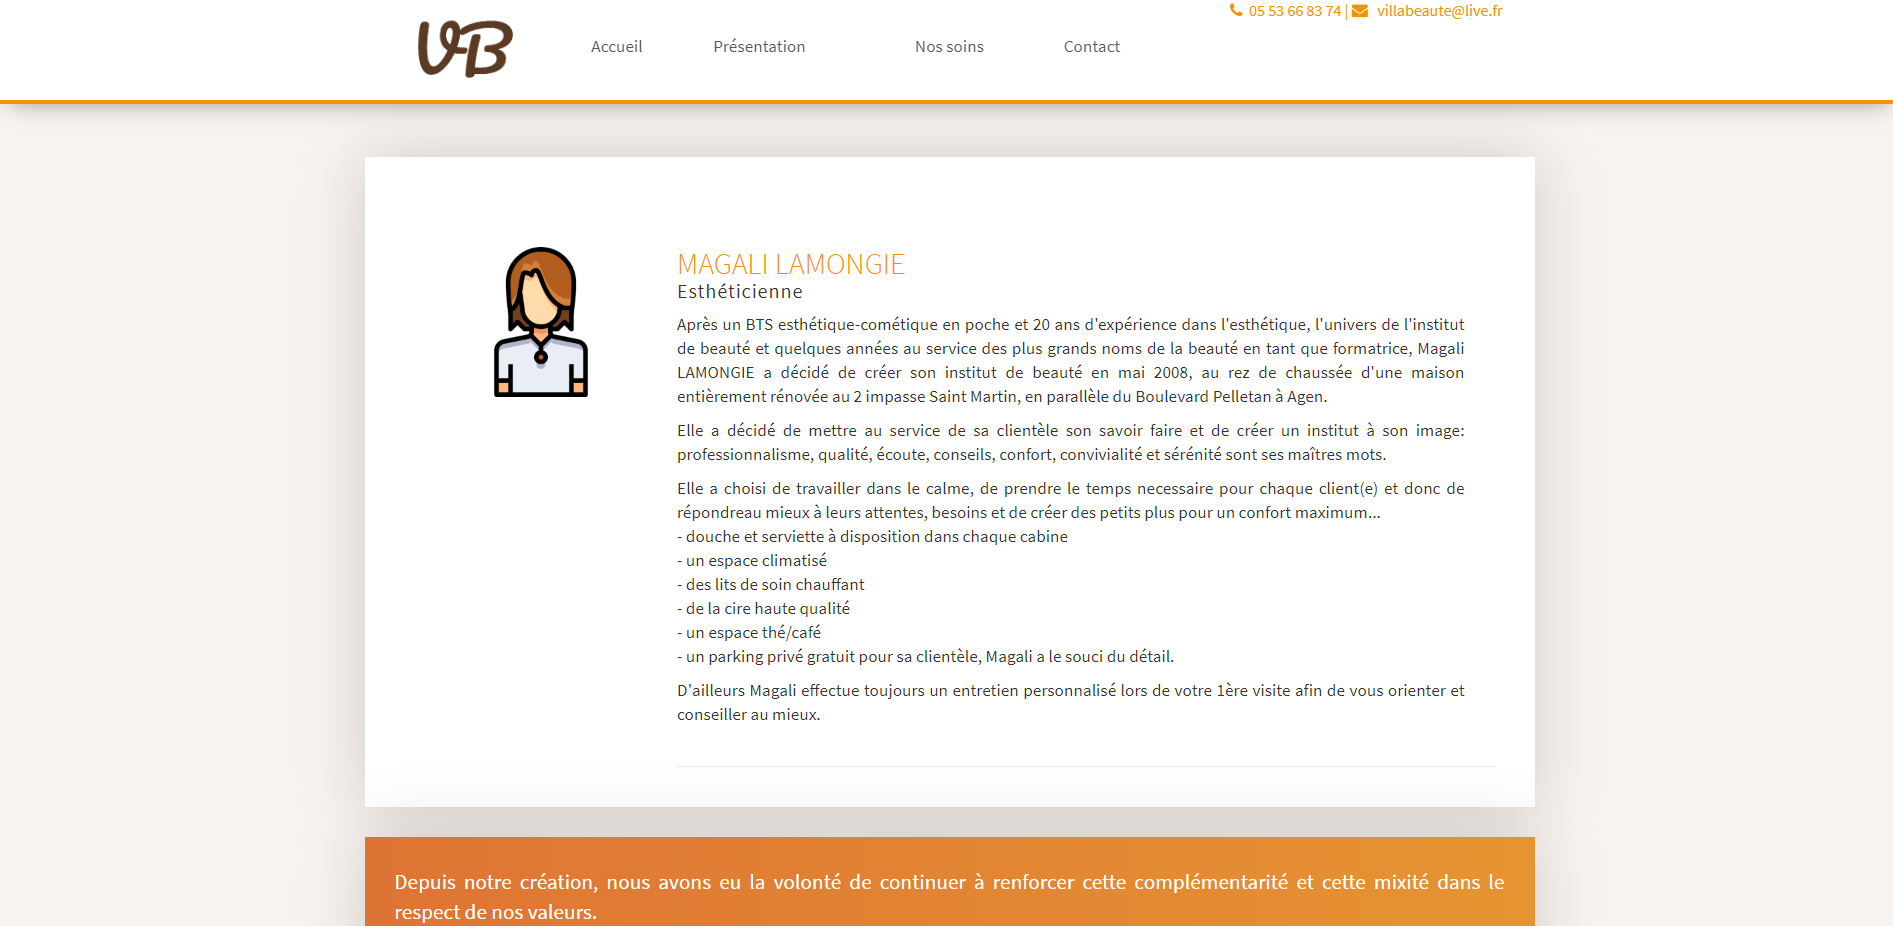 05 53 66 83 74 | villabeaute@live.fr
VB
Accueil Présentation Nos soins Contact
MAGALI LAMONGIE
Esthéticienne
Après un BTS esthétique-cométique en poche et 20 ans d'expérience dans l'esthétique, l'univers de l'institut
de beauté et quelques années au service des plus grands noms de la beauté en tant que formatrice, Magali
LAMONGIE a décidé de créer son institut de beauté en mai 2008, au rez de chaussée d'une maison
entièrement rénovée au 2 impasse Saint Martin, en parallèle du Boulevard Pelletan à Agen.
Elle a décidé de mettre au service de sa clientèle son savoir faire et de créer un institut à son image:
professionnalisme, qualité, écoute, conseils, confort, convivialité et sérénité sont ses maîtres mots.
Elle a choisi de travailler dans le calme, de prendre le temps necessaire pour chaque client(e) et donc de
répondreau mieux à leurs attentes, besoins et de créer des petits plus pour un confort maximum...
- douche et serviette à disposition dans chaque cabine
- un espace climatisé
- des lits de soin chauffant
- de la cire haute qualité
- un espace thé/café
- un parking privé gratuit pour sa clientèle, Magali a le souci du détail.
D'ailleurs Magali effectue toujours un entretien personnalisé lors de votre 1ère visite afin de vous orienter et
conseiller au mieux.
Depuis notre création, nous avons eu la volonté de continuer à renforcer cette complémentarité et cette mixité dans le
respect de nos valeurs.